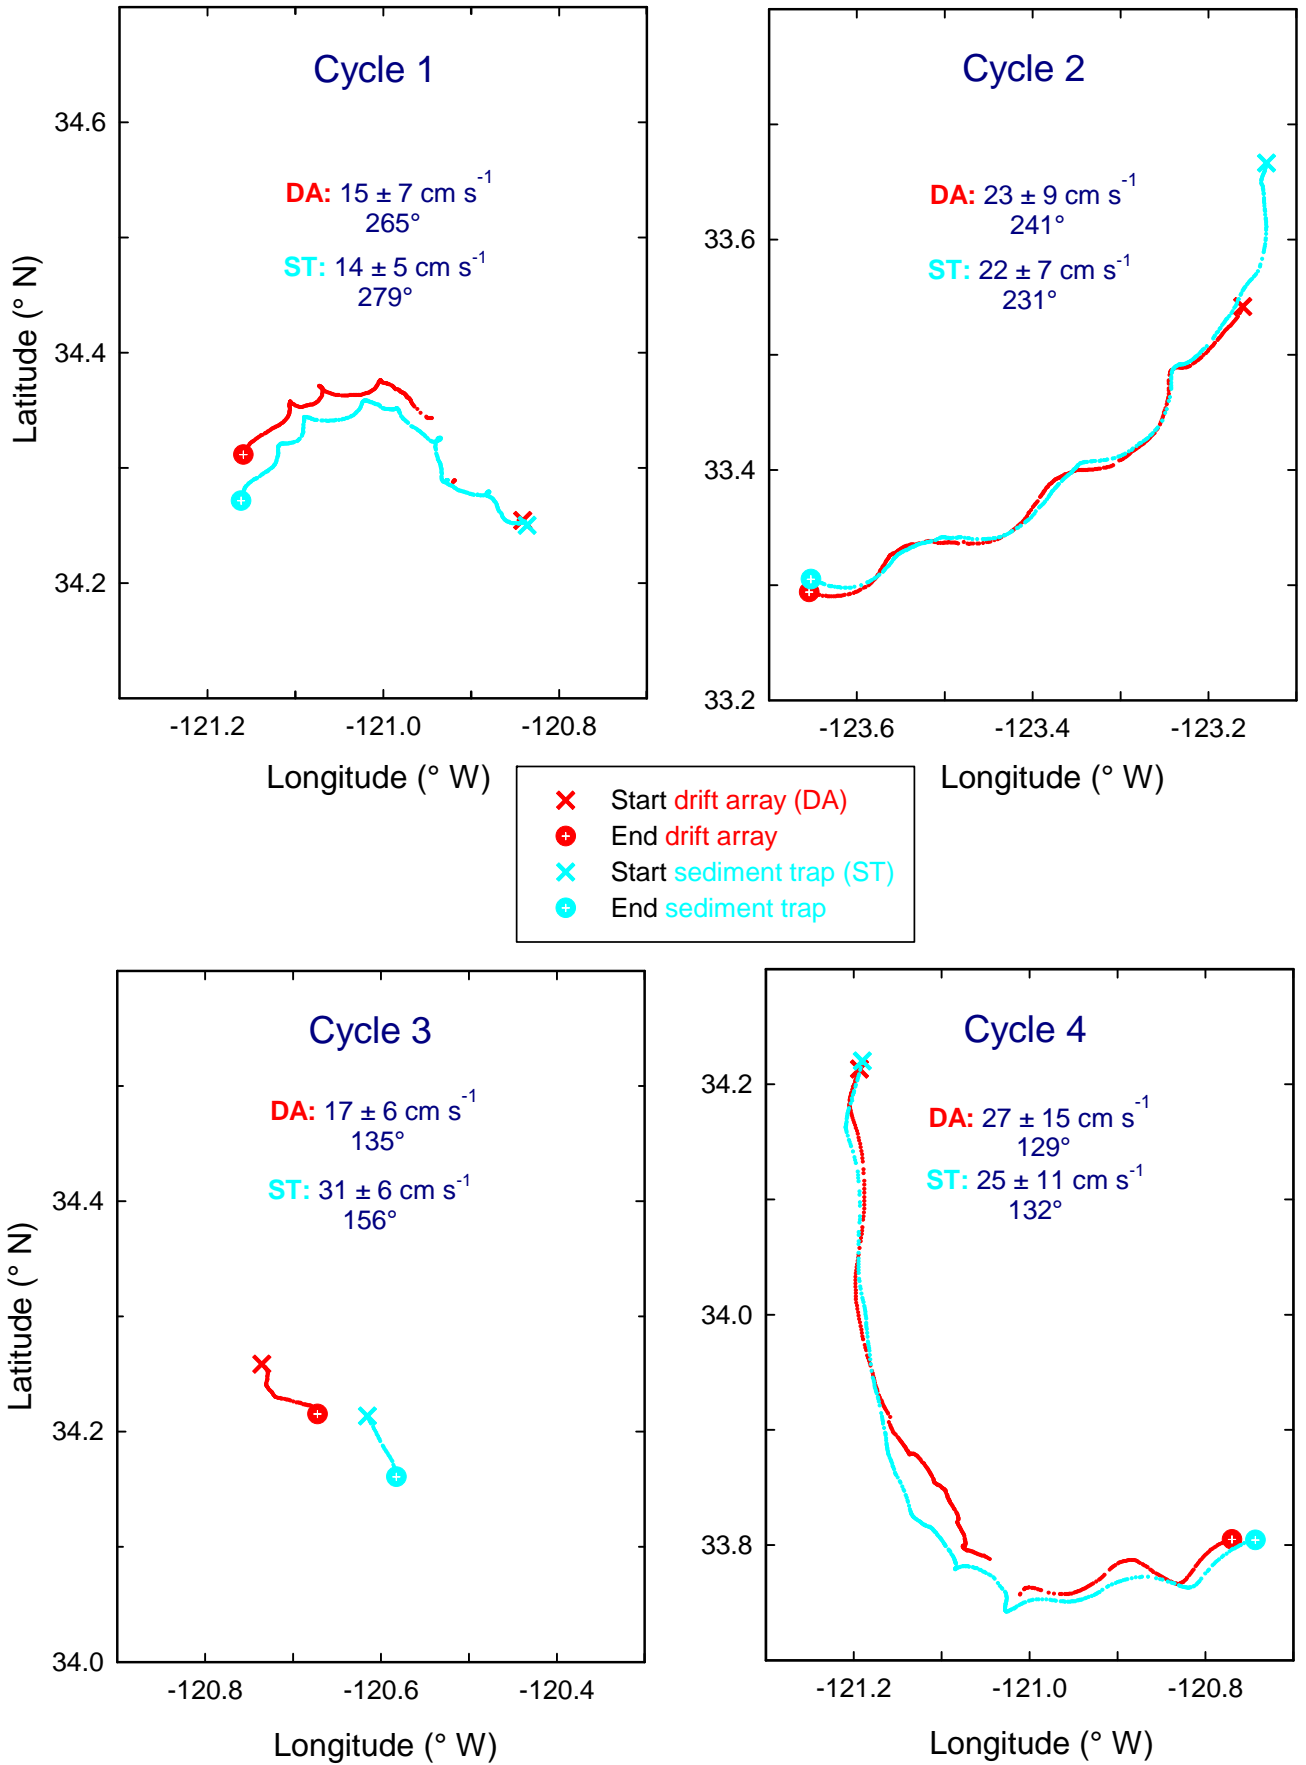 Cycle 1
Latitude (° N)
34.6
34.4
34.2
DA: 15 ± 7 cm s-1
265°
ST: 14 ± 5 cm s-1
279°
-121.2
-121.0
-120.8
Longitude (° W)
Cycle 2
33.6
33.4
33.2
DA: 23 ± 9 cm s-1
241°
ST: 22 ± 7 cm s-1
231°
-123.6
-123.4
-123.2
Longitude (° W)
Start drift array (DA)
End drift array
Start sediment trap (ST)
End sediment trap
Cycle 3
Latitude (° N)
34.4
34.2
34.0
DA: 17 ± 6 cm s-1
135°
ST: 31 ± 6 cm s-1
156°
-120.8
-120.6
-120.4
Longitude (° W)
Cycle 4
34.2
34.0
33.8
DA: 27 ± 15 cm s-1
129°
ST: 25 ± 11 cm s-1
132°
-121.2
-121.0
-120.8
Longitude (° W)